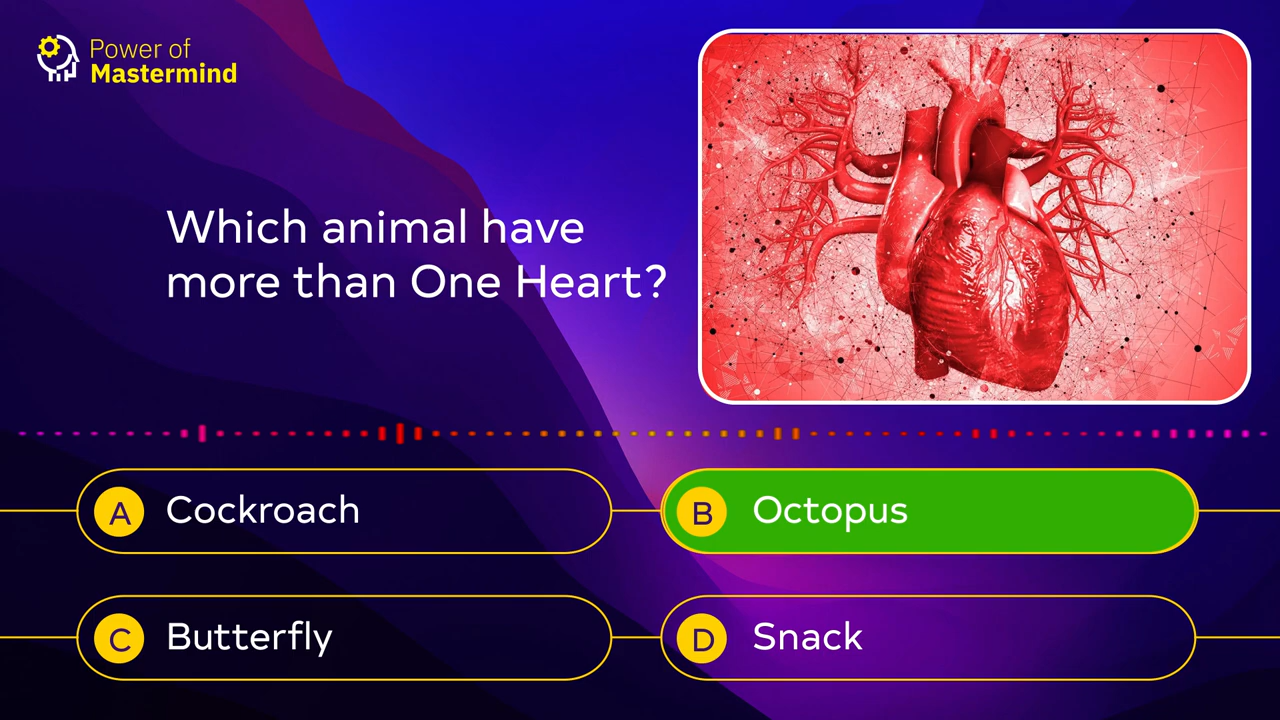 Power of
Mastermind
Which animal have
more than One Heart?
A Cockroach
B Octopus
C Butterfly
D Snack